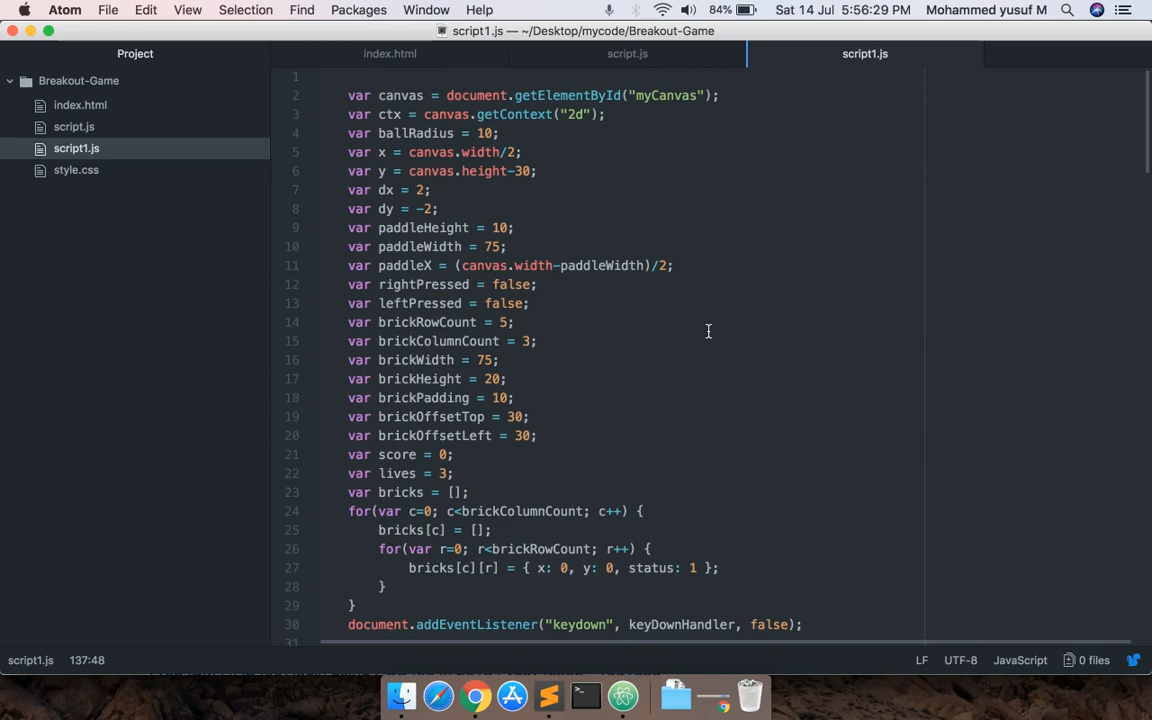 Atom File Edit View Selection Find Packages Window Help 84% Sat 14 Jul 5:56:29 PM Mohammed yusuf M
script1.js — ~/Desktop/mycode/Breakout-Game
Project index.html script.js script1.js
Breakout-Game
index.html
script.js
script1.js
style.css
1
2 var canvas = document.getElementById("myCanvas");
3 var ctx = canvas.getContext("2d");
4 var ballRadius = 10;
5 var x = canvas.width/2;
6 var y = canvas.height-30;
7 var dx = 2;
8 var dy = -2;
9 var paddleHeight = 10;
10 var paddleWidth = 75;
11 var paddleX = (canvas.width-paddleWidth)/2;
12 var rightPressed = false;
13 var leftPressed = false;
14 var brickRowCount = 5;
15 var brickColumnCount = 3;
16 var brickWidth = 75;
17 var brickHeight = 20;
18 var brickPadding = 10;
19 var brickOffsetTop = 30;
20 var brickOffsetLeft = 30;
21 var score = 0;
22 var lives = 3;
23 var bricks = [];
24 for(var c=0; c<brickColumnCount; c++) {
25 bricks[c] = [];
26 for(var r=0; r<brickRowCount; r++) {
27 bricks[c][r] = { x: 0, y: 0, status: 1 };
28 }
29 }
30 document.addEventListener("keydown", keyDownHandler, false);
31
script1.js 137:48 LF UTF-8 JavaScript 0 files